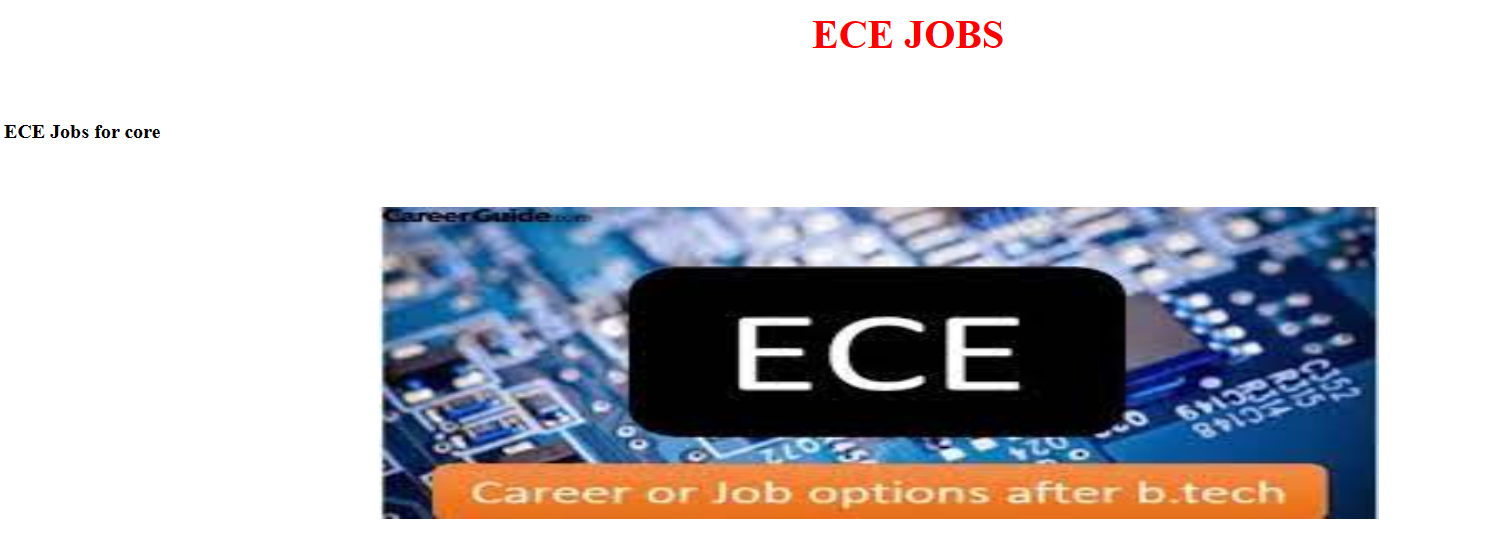 ECE JOBS
ECE Jobs for core
CareerGuide.com
ECE
Career or Job options after b.tech